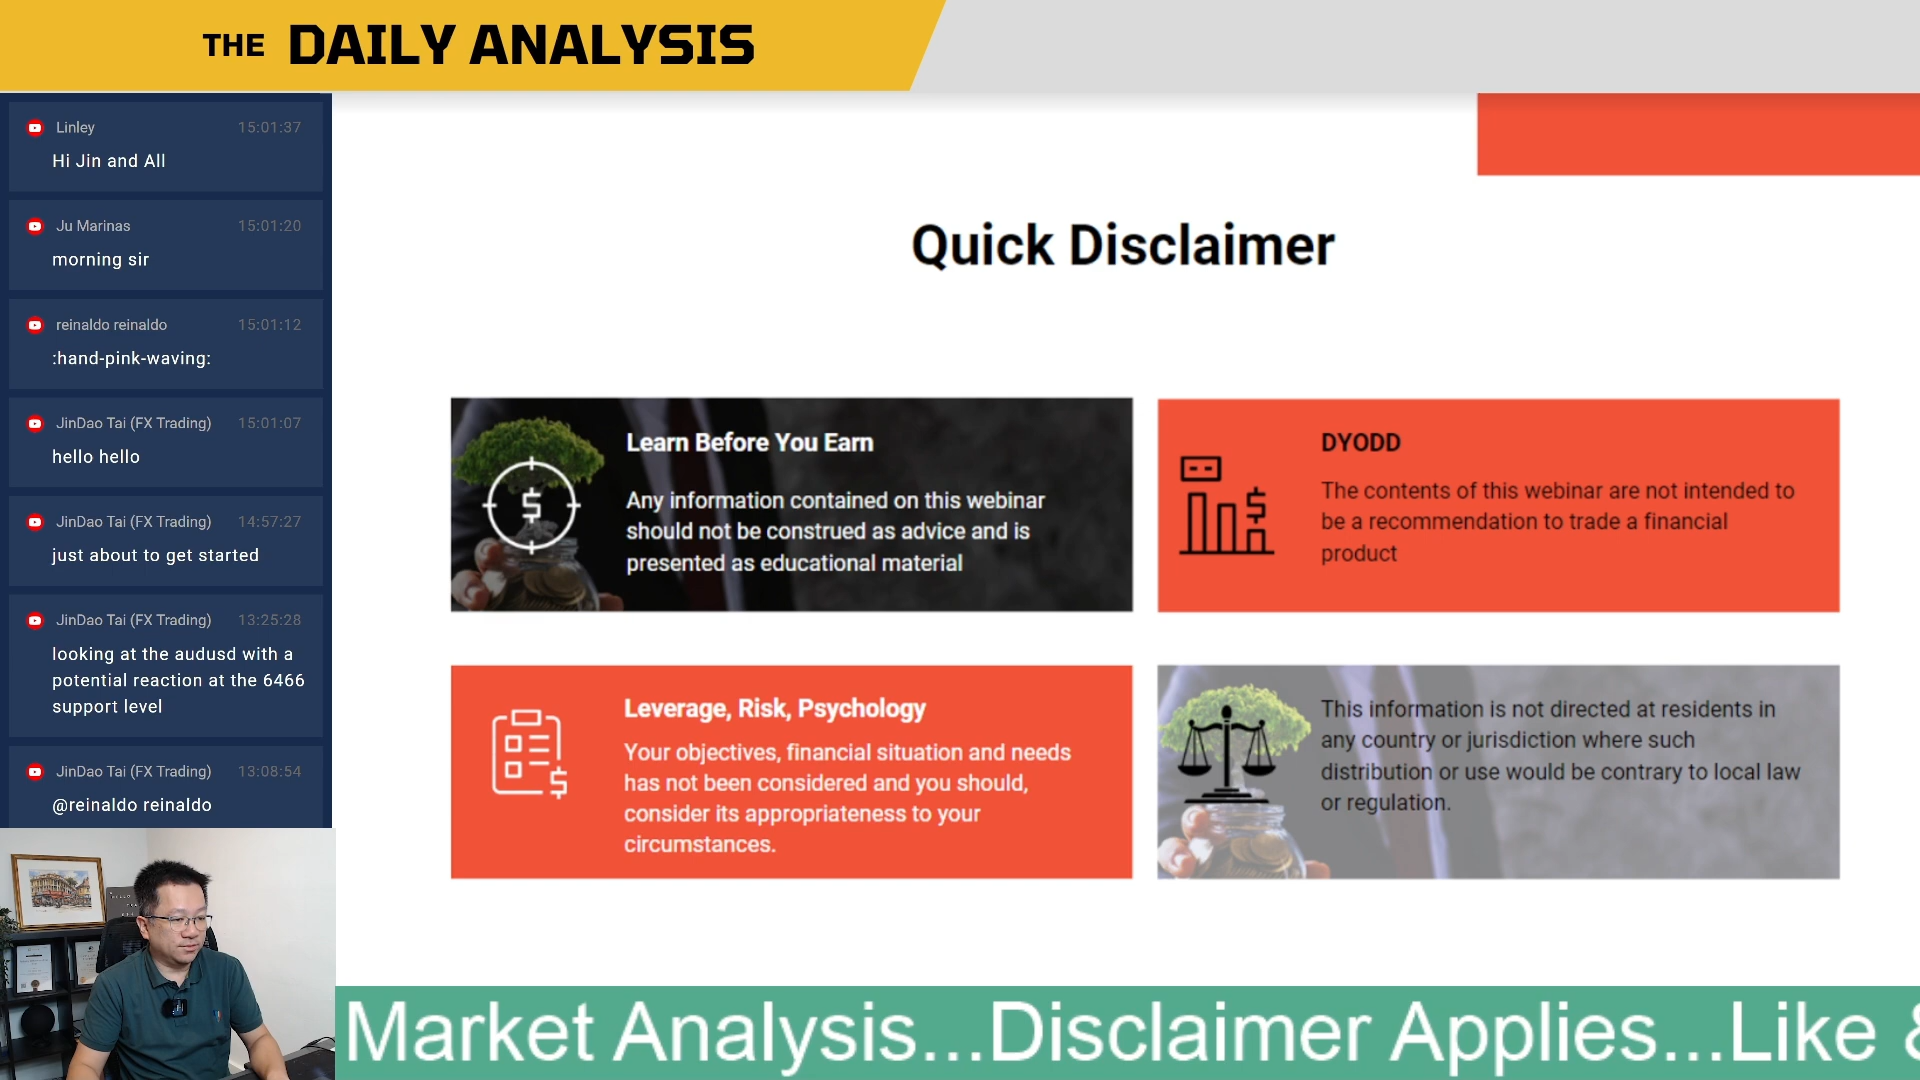 THE DAILY ANALYSIS
Linley 15:01:37
Hi Jin and All
Ju Marinas 15:01:20
morning sir
reinaldo reinaldo 15:01:12
:hand-pink-waving:
JinDao Tai (FX Trading) 15:01:07
hello hello
JinDao Tai (FX Trading) 14:57:27
just about to get started
JinDao Tai (FX Trading) 13:25:28
looking at the audusd with a
potential reaction at the 6466
support level
JinDao Tai (FX Trading) 13:08:54
@reinaldo reinaldo
Quick Disclaimer
Learn Before You Earn
Any information contained on this webinar
should not be construed as advice and is
presented as educational material
DYODD
The contents of this webinar are not intended to
be a recommendation to trade a financial
product
Leverage, Risk, Psychology
Your objectives, financial situation and needs
has not been considered and you should,
consider its appropriateness to your
circumstances.
This information is not directed at residents in
any country or jurisdiction where such
distribution or use would be contrary to local law
or regulation.
Market Analysis...Disclaimer Applies...Like &